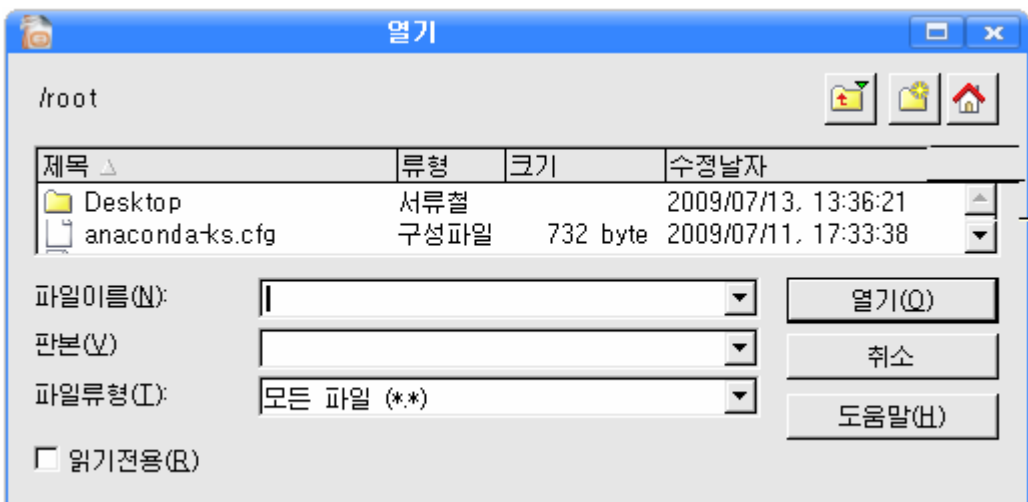 열기
/root
제목 류형 크기 수정날자
Desktop 서류철 2009/07/13, 13:36:21
anaconda-ks.cfg 구성파일 732 byte 2009/07/11, 17:33:38
파일이름(N): 열기(O)
판본(V) 취소
파일류형(T): 모든 파일 (*.*) 도움말(H)
읽기전용(R)